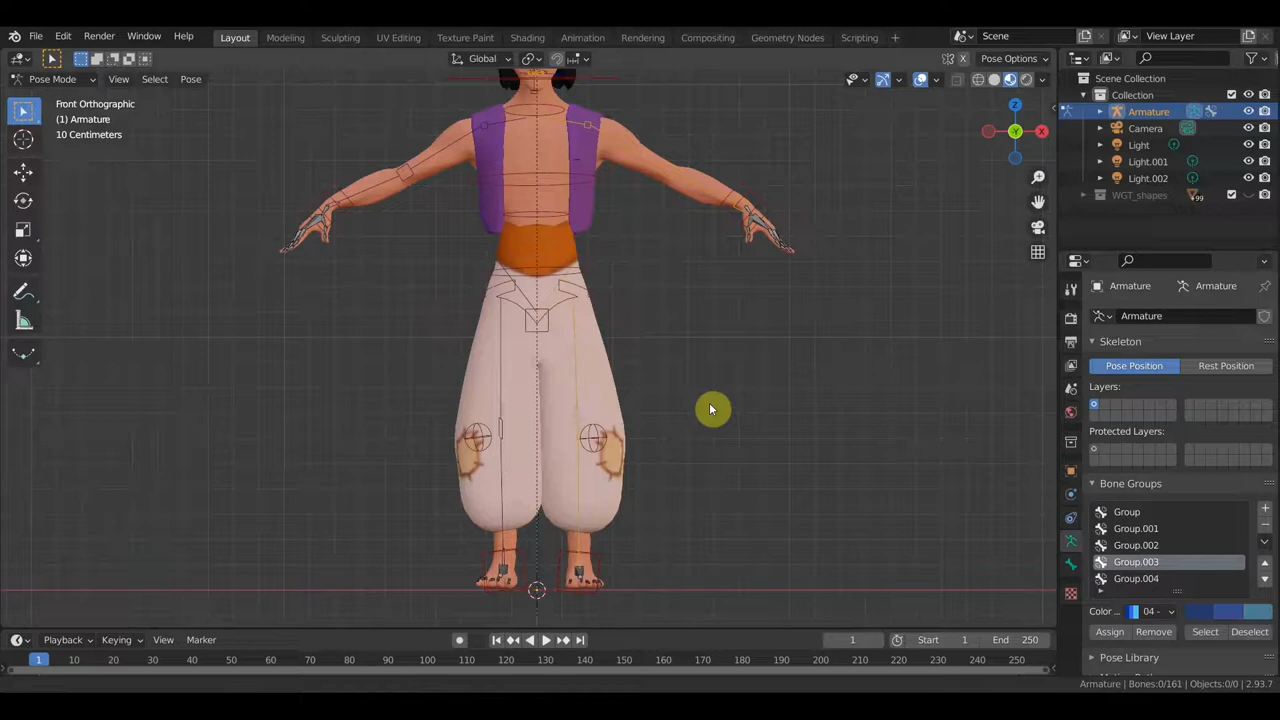 File Edit Render Window Help Layout Modeling Sculpting UV Editing Texture Paint Shading Animation Rendering Compositing Geometry Nodes Scripting + Scene View Layer
Global Pose Options
Pose Mode View Select Pose
Front Orthographic
(1) Armature
10 Centimeters
Z
Y
X
Scene Collection
Collection
Armature
Camera
Light
Light.001
Light.002
WGT_shapes 99
Armature Armature
Armature
Skeleton
Pose Position Rest Position
Layers:
Protected Layers:
Bone Groups
Group
Group.001
Group.002
Group.003
Group.004
Color ... 04 -
Assign Remove Select Deselect
Pose Library
Playback Keying View Marker 1 Start 1 End 250
1 10 20 30 40 50 60 70 80 90 100 110 120 130 140 150 160 170 180 190 200 210 220 230 240 250
Armature | Bones:0/161 | Objects:0/0 | 2.93.7